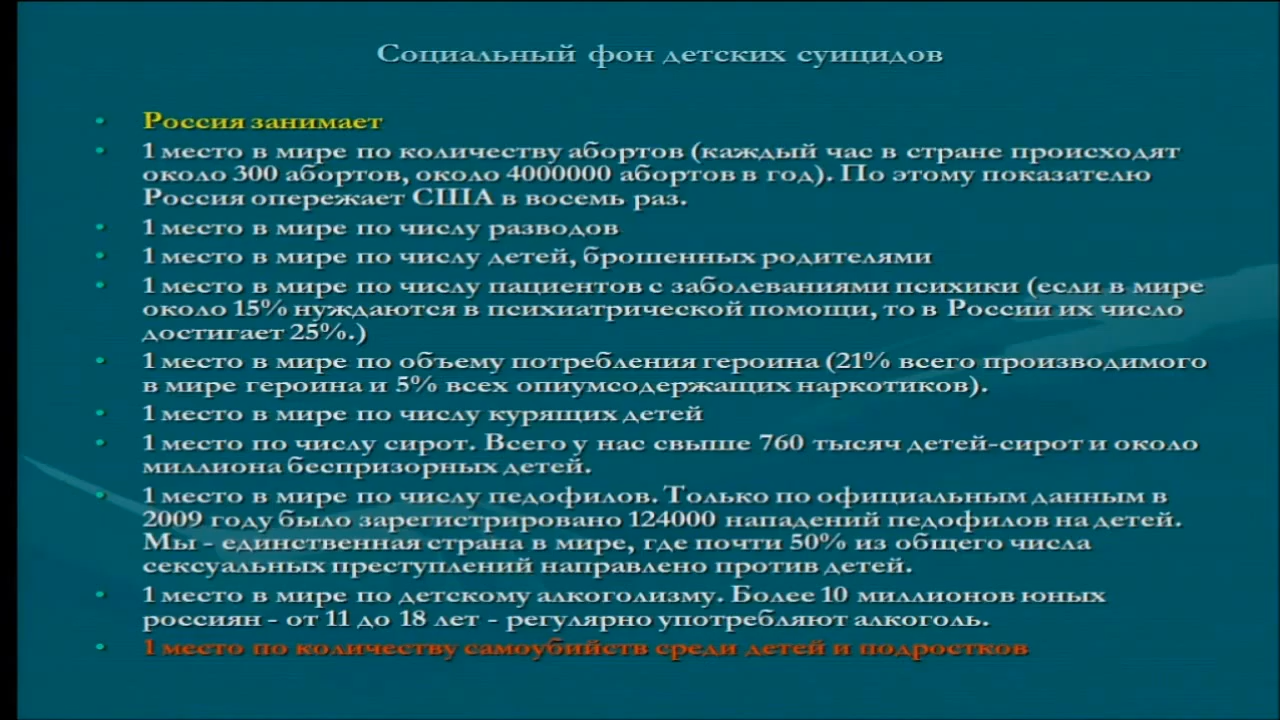 Социальный фон детских суицидов
• Россия занимает
• 1 место в мире по количеству абортов (каждый час в стране происходят
около 300 абортов, около 4000000 абортов в год). По этому показателю
Россия опережает США в восемь раз.
• 1 место в мире по числу разводов
• 1 место в мире по числу детей, брошенных родителями
• 1 место в мире по числу пациентов с заболеваниями психики (если в мире
около 15% нуждаются в психиатрической помощи, то в России их число
достигает 25%.)
• 1 место в мире по объему потребления героина (21% всего производимого
в мире героина и 5% всех опиумсодержащих наркотиков).
• 1 место в мире по числу курящих детей
• 1 место по числу сирот. Всего у нас свыше 760 тысяч детей-сирот и около
миллиона беспризорных детей.
• 1 место в мире по числу педофилов. Только по официальным данным в
2009 году было зарегистрировано 124000 нападений педофилов на детей.
Мы - единственная страна в мире, где почти 50% из общего числа
сексуальных преступлений направлено против детей.
• 1 место в мире по детскому алкоголизму. Более 10 миллионов юных
россиян - от 11 до 18 лет - регулярно употребляют алкоголь.
• 1 место по количеству самоубийств среди детей и подростков